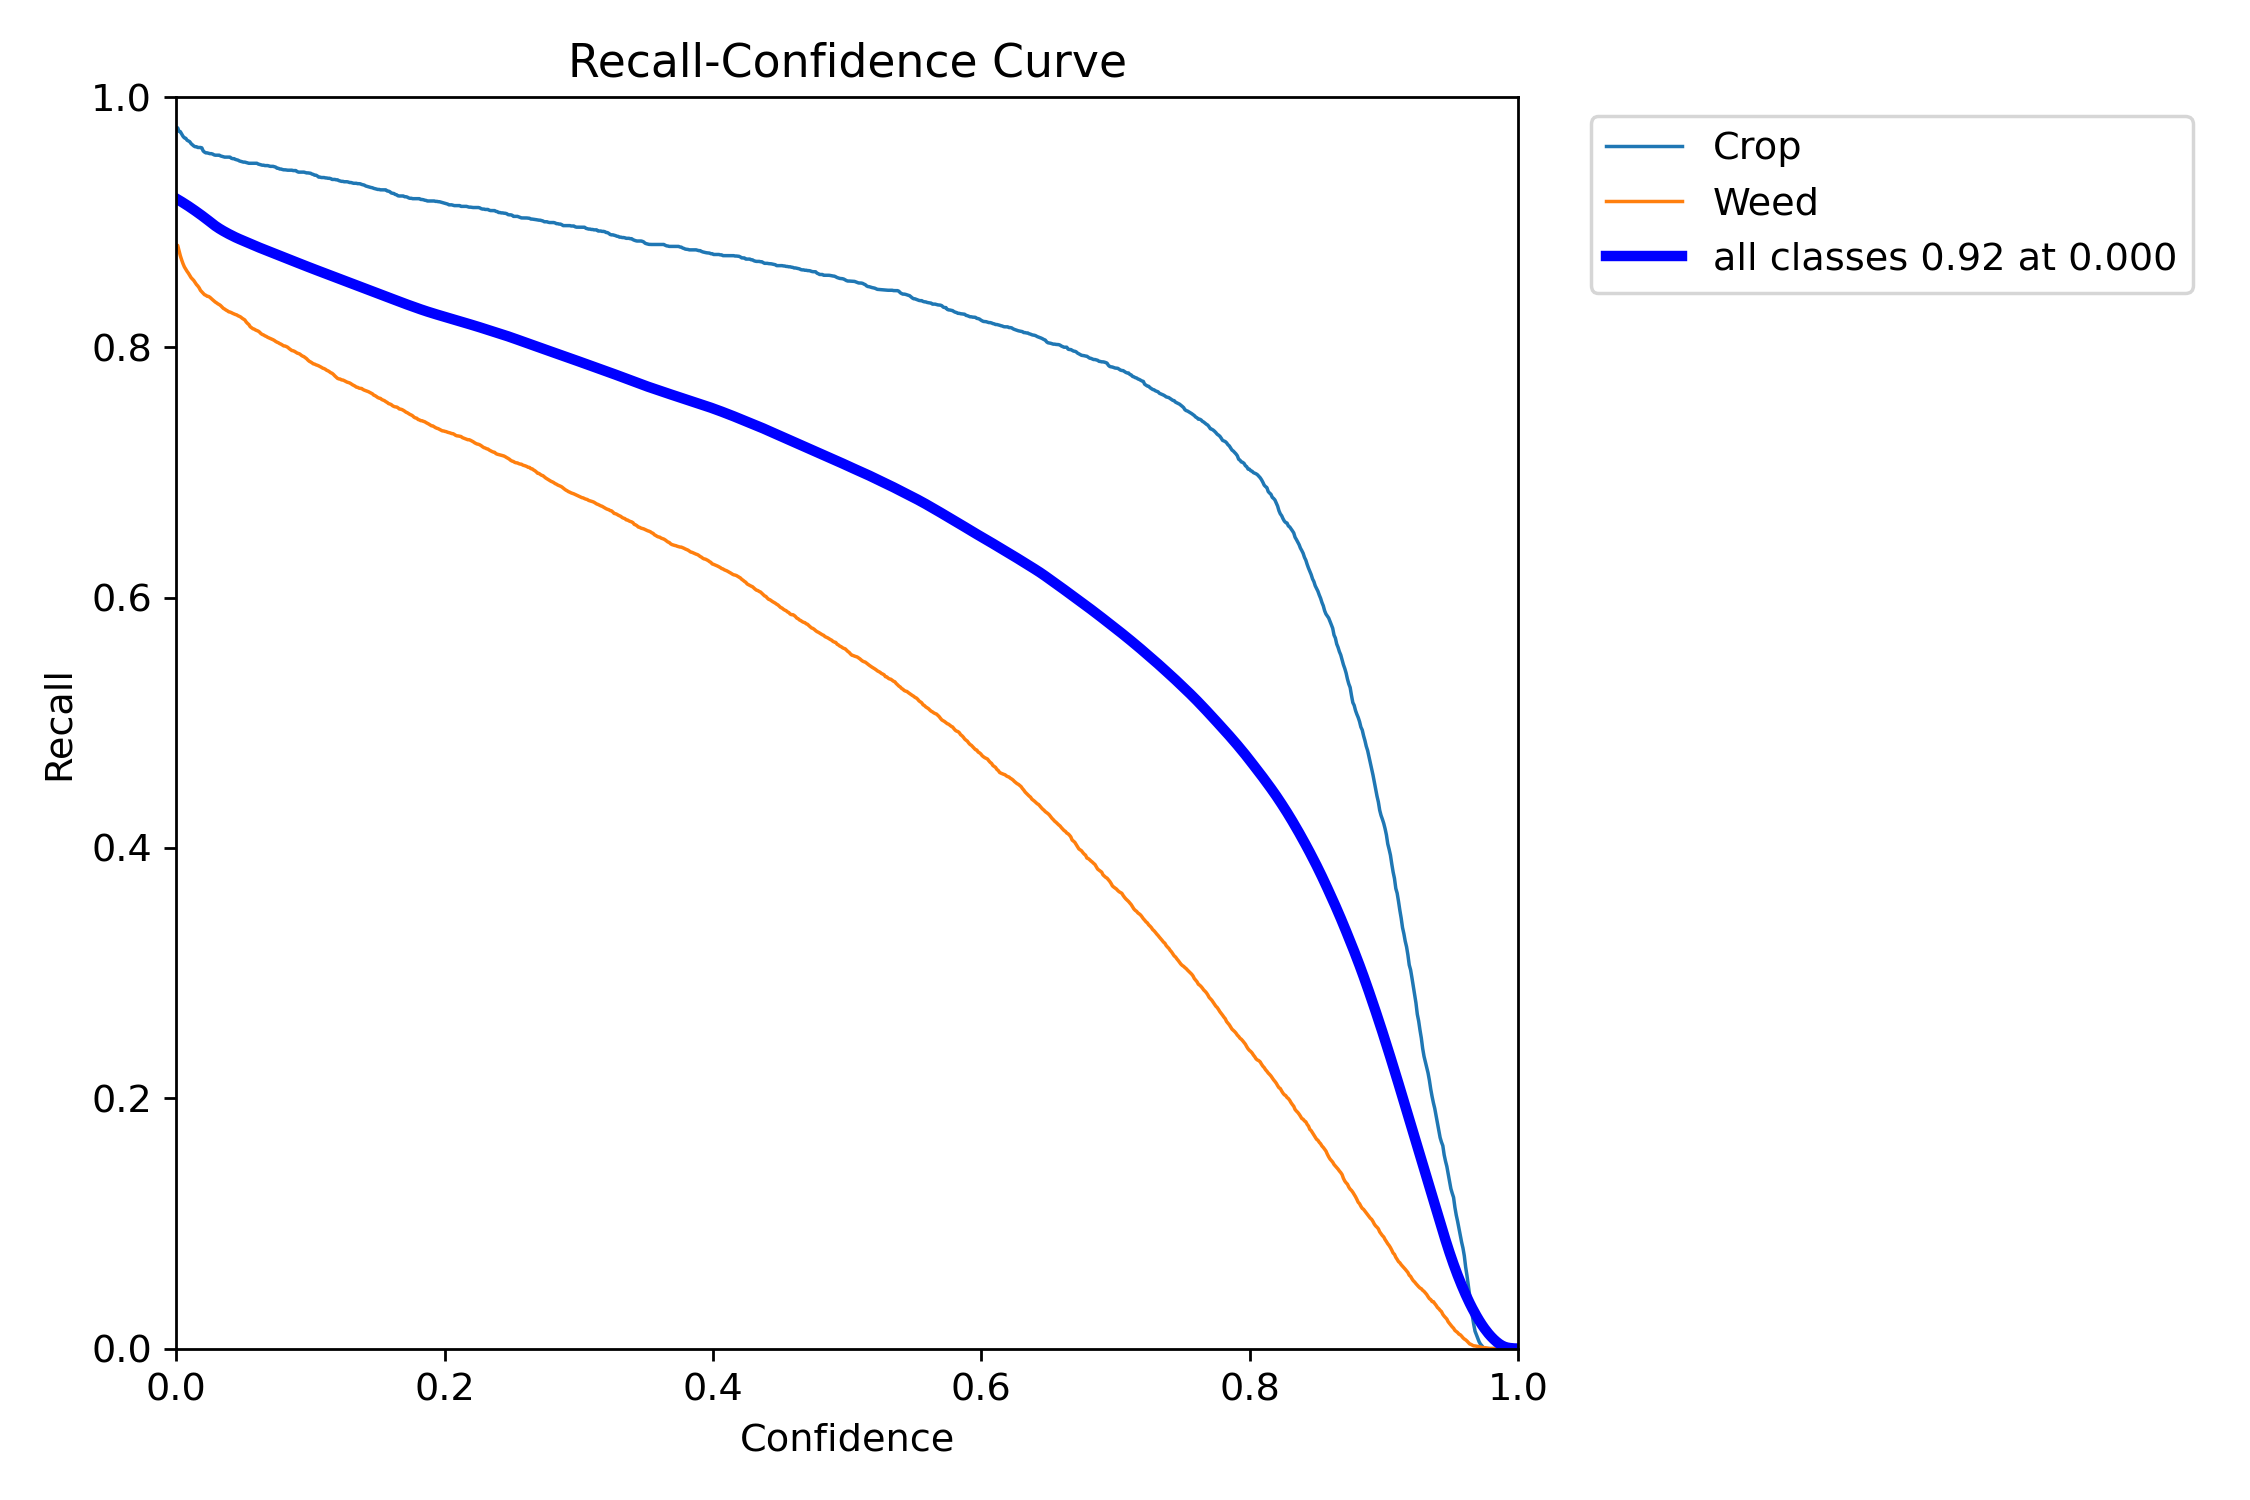 Recall-Confidence Curve
1.0
0.8
0.6
0.4
0.2
0.0
Recall
0.0 0.2 0.4 0.6 0.8 1.0
Confidence
Crop
Weed
all classes 0.92 at 0.000